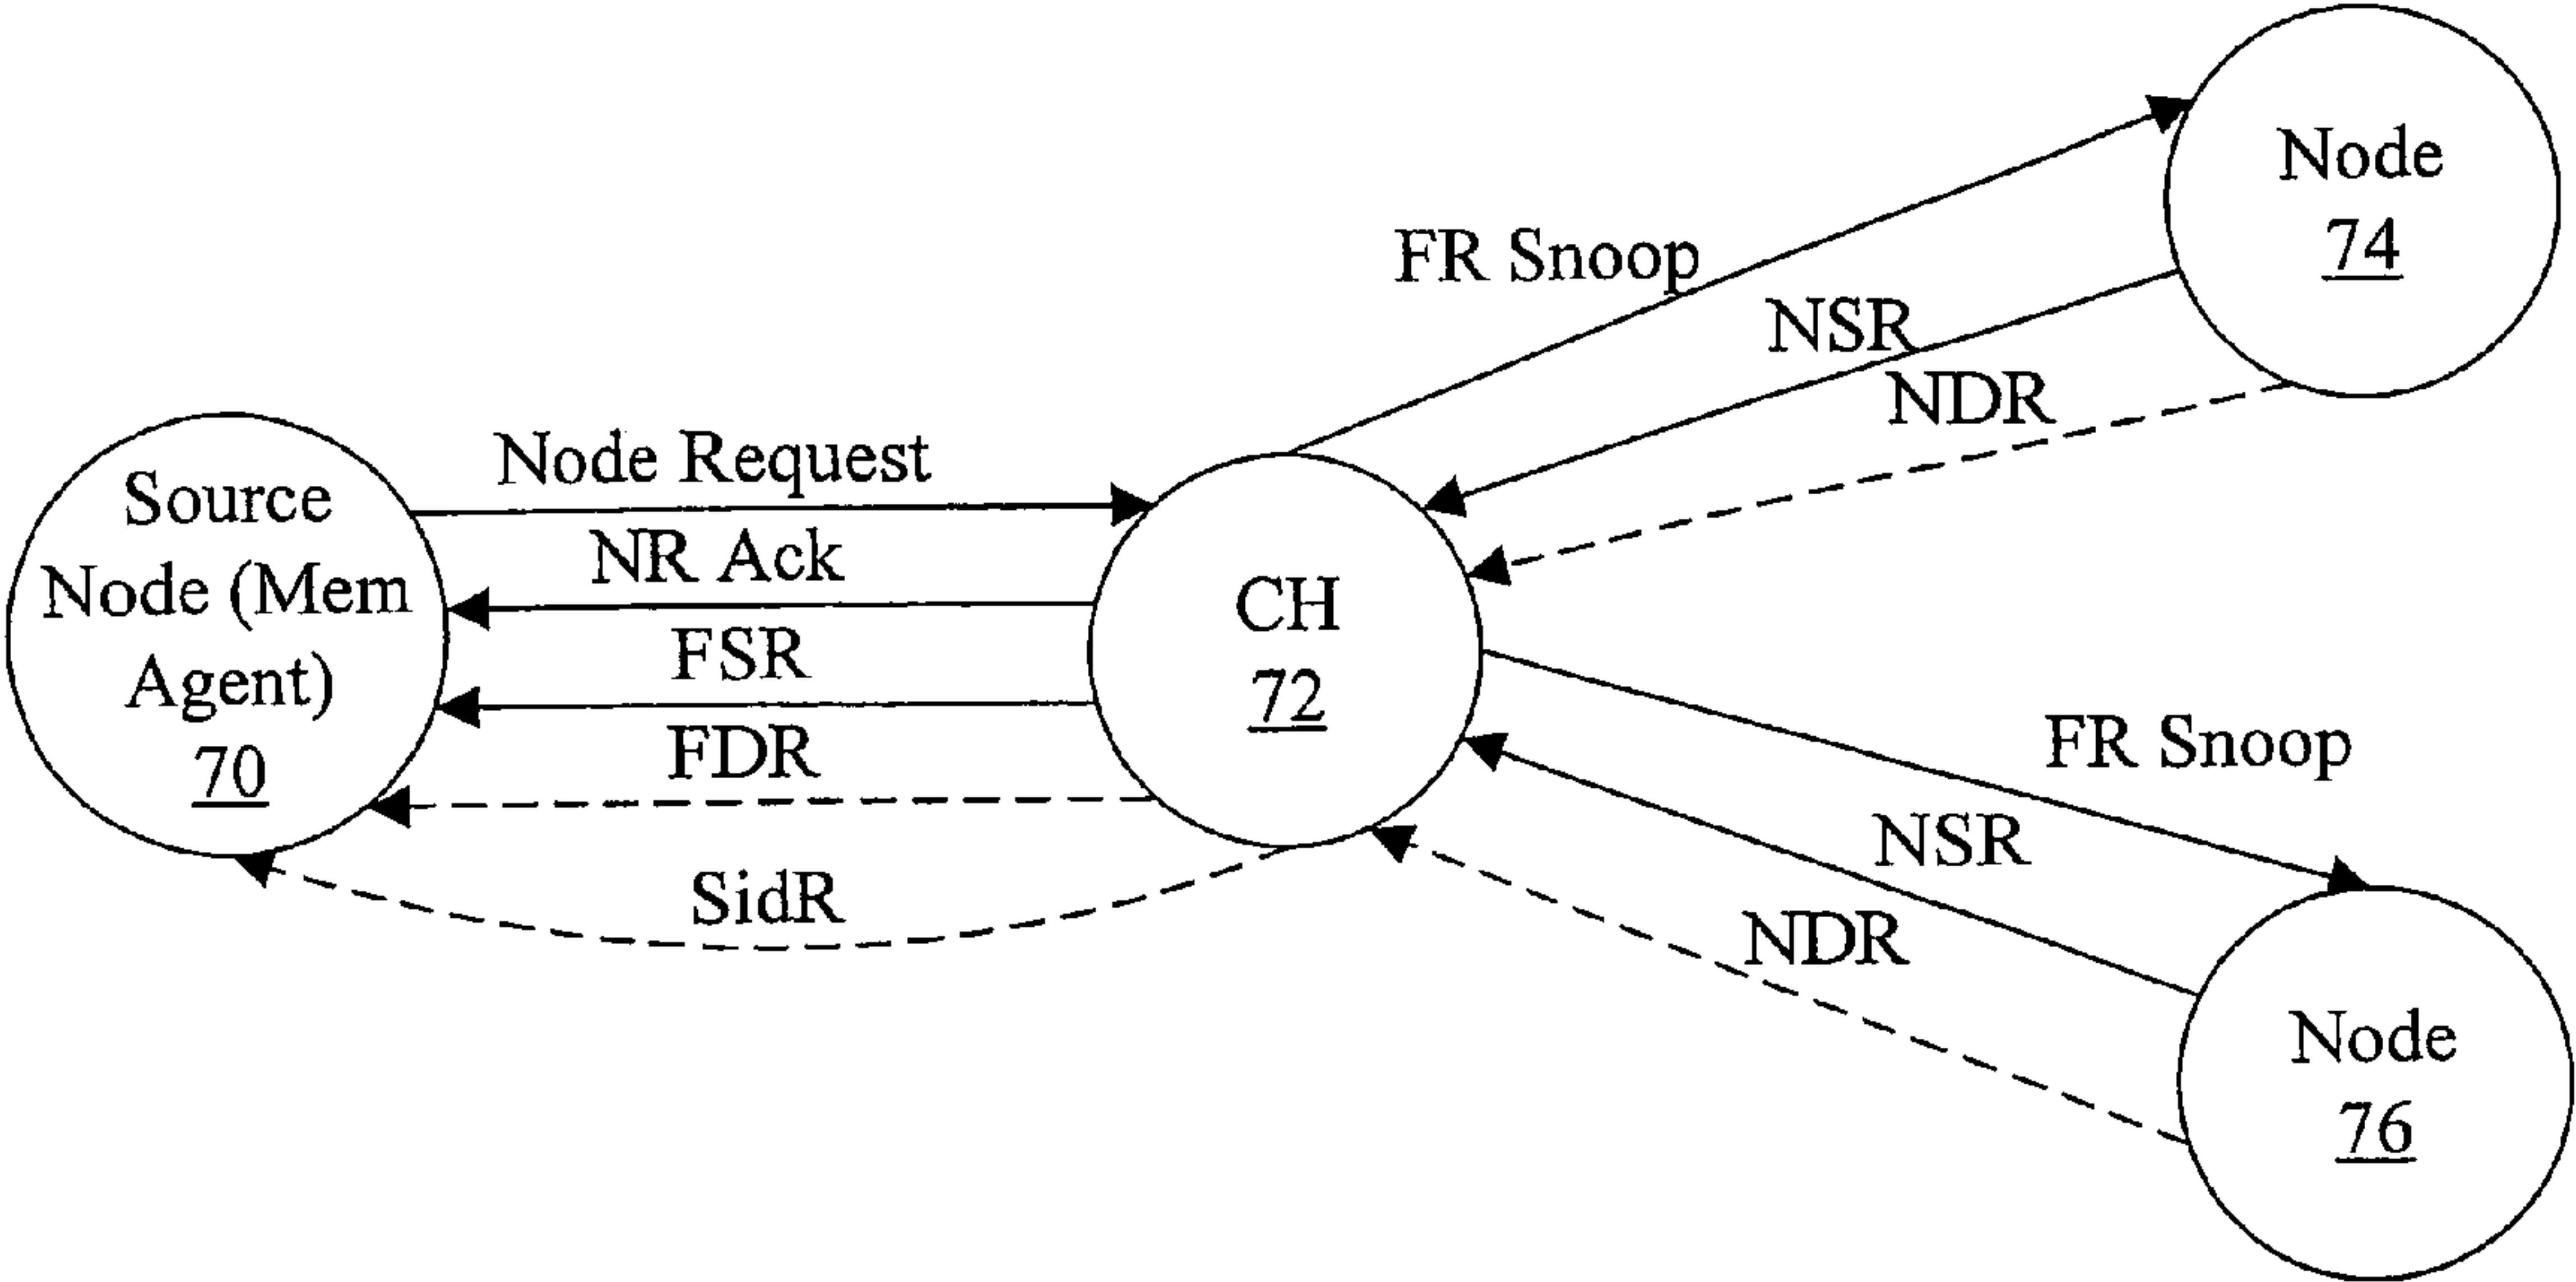 Node
74
FR Snoop
NSR
NDR
Node Request
NR Ack
FSR
FDR
SidR
Source
Node (Mem
Agent)
70
CH
72
FR Snoop
NSR
NDR
Node
76